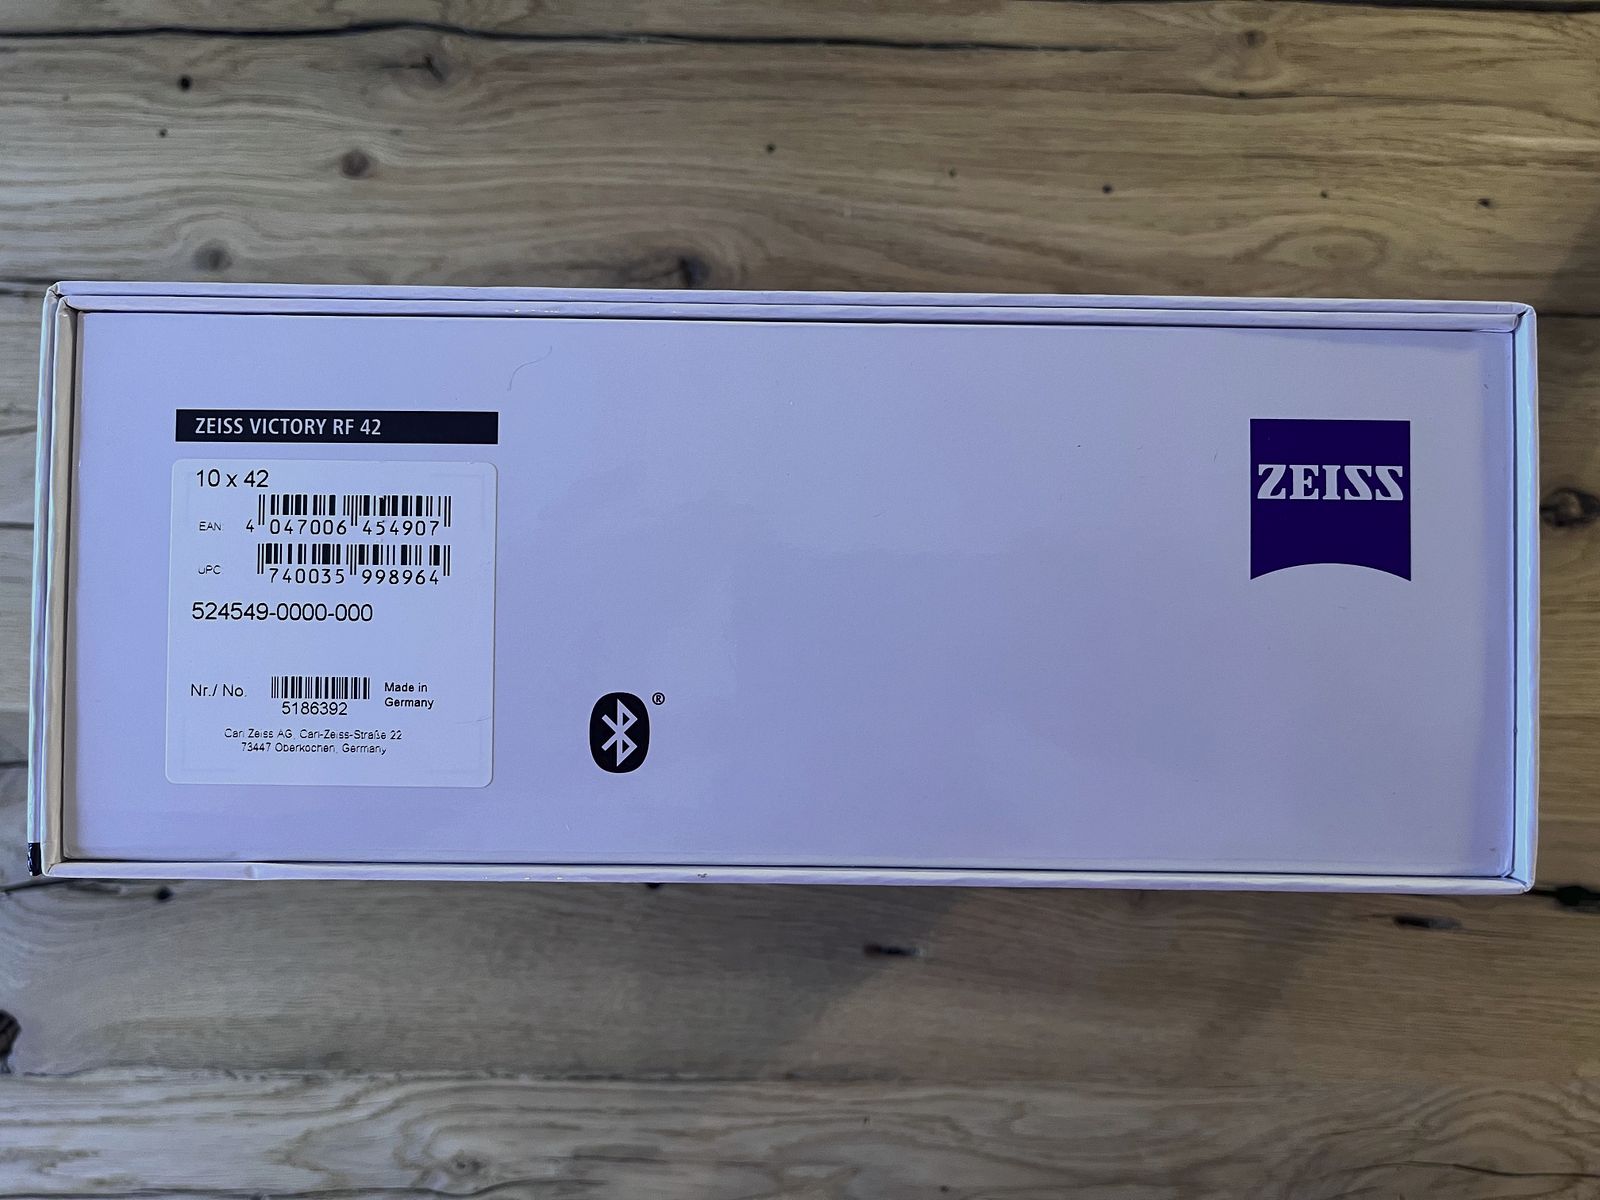 ZEISS VICTORY RF 42
10 x 42
EAN: 4 047006 454907
UPC 740035 998964
524549-0000-000
Nr./ No. 5186392 Made in Germany
Carl Zeiss AG, Carl-Zeiss-Straße 22
73447 Oberkochen, Germany
®
ZEISS